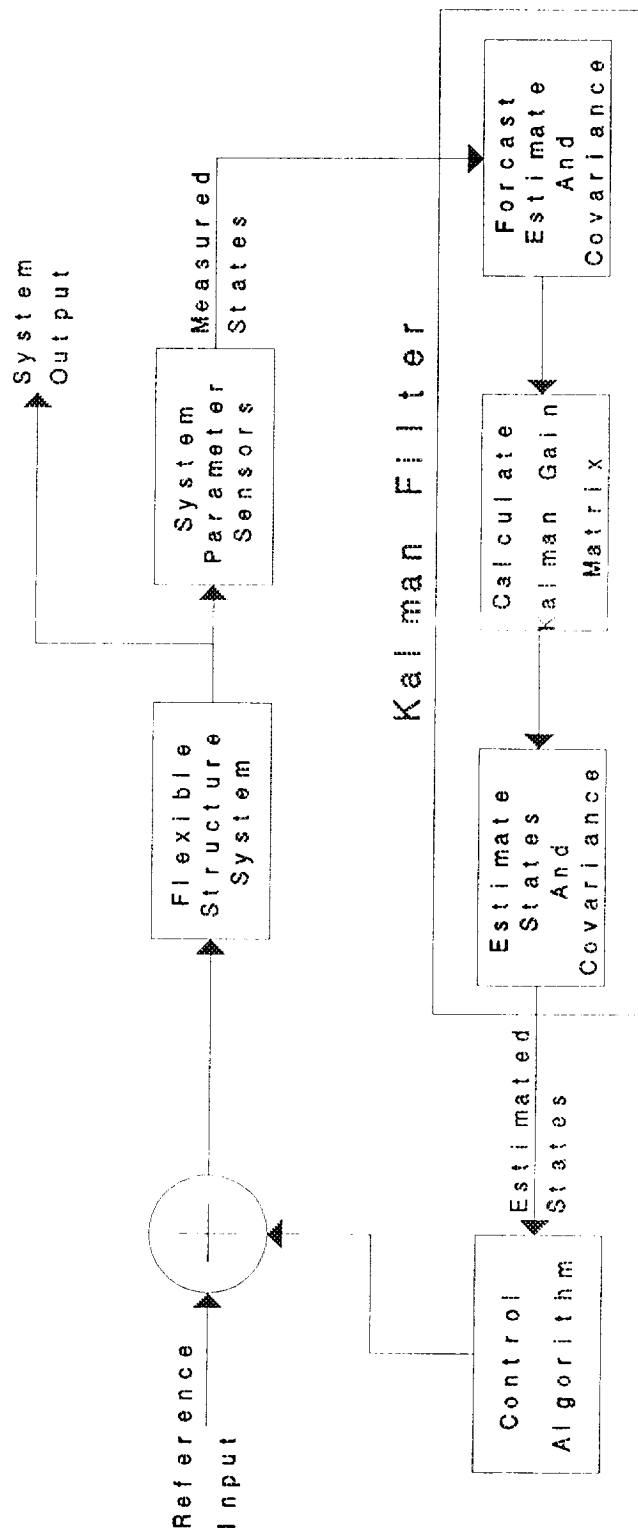 System
Output
Measured
States
System
Parameter
Sensors
Flexible
Structure
System
Reference
Input
Kalman Filter
Forcast
Estimate
And
Covariance
Calculate
Kalman Gain
Matrix
Estimate
States
And
Covariance
Estimated
States
Control
Algorithm